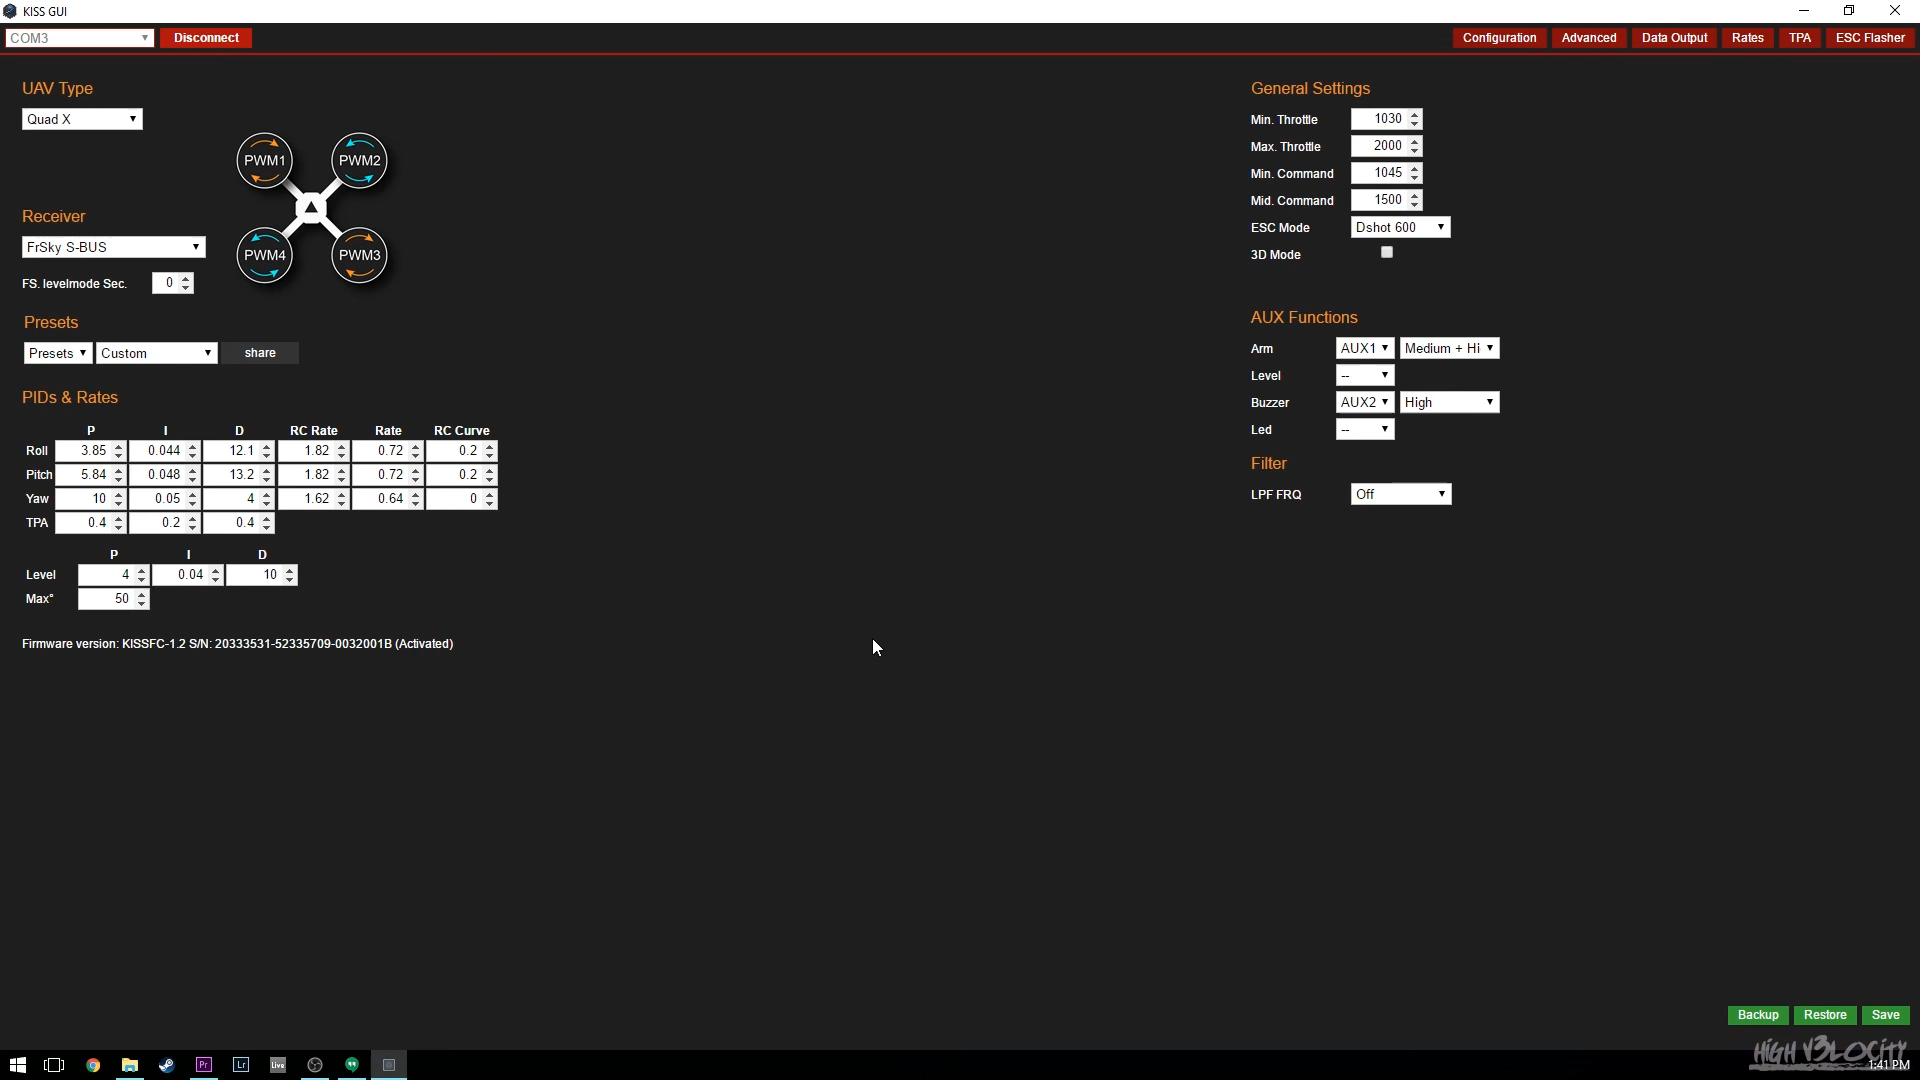 KISS GUI
COM3 Disconnect Configuration Advanced Data Output Rates TPA ESC Flasher
UAV Type
Quad X
PWM1 PWM2
PWM4 PWM3
Receiver
FrSky S-BUS
FS. levelmode Sec. 0
Presets
Presets Custom share
PIDs & Rates
P I D RC Rate Rate RC Curve
Roll 3.85 0.044 12.1 1.82 0.72 0.2
Pitch 5.84 0.048 13.2 1.82 0.72 0.2
Yaw 10 0.05 4 1.62 0.64 0
TPA 0.4 0.2 0.4
P I D
Level 4 0.04 10
Max° 50
Firmware version: KISSFC-1.2 S/N: 20333531-52335709-0032001B (Activated)
General Settings
Min. Throttle 1030
Max. Throttle 2000
Min. Command 1045
Mid. Command 1500
ESC Mode Dshot 600
3D Mode
AUX Functions
Arm AUX1 Medium + Hi
Level --
Buzzer AUX2 High
Led --
Filter
LPF FRQ Off
Backup Restore Save
HIGH V3LOCITY
Pr Lr Live 1:41 PM